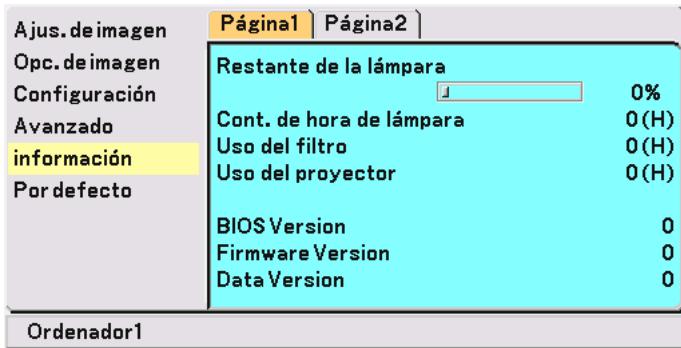 Ajus. de imagen
Opc. de imagen
Configuración
Avanzado
información
Por defecto
Página1 Página2
Restante de la lámpara
0%
Cont. de hora de lámpara 0(H)
Uso del filtro 0(H)
Uso del proyector 0(H)
BIOS Version 0
Firmware Version 0
Data Version 0
Ordenador1